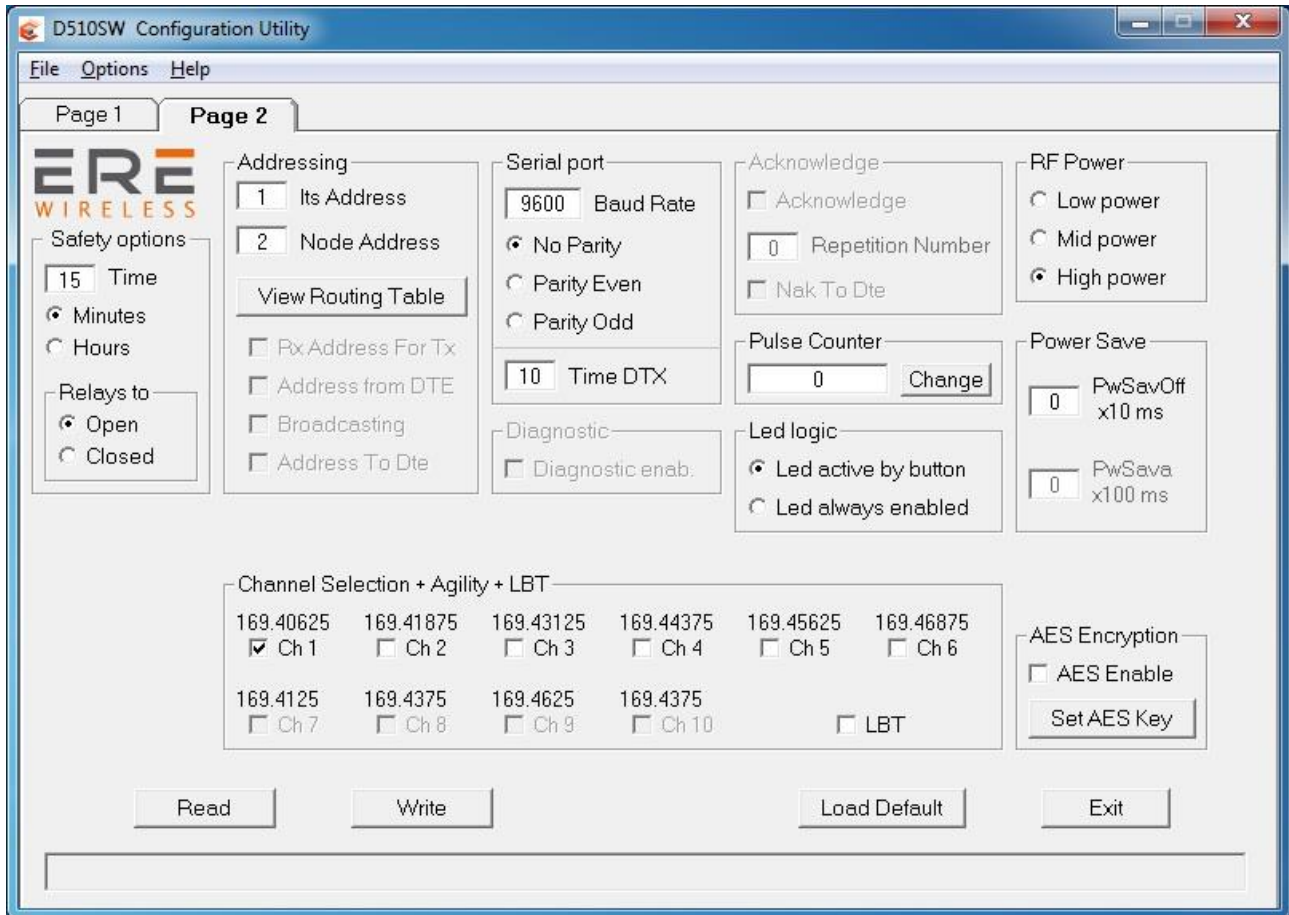 D510SW Configuration Utility
File Options Help
Page 1 Page 2
ERE
WIRELESS
Safety options
15 Time
Minutes
Hours
Relays to
Open
Closed
Addressing
1 Its Address
2 Node Address
View Routing Table
Rx Address For Tx
Address from DTE
Broadcasting
Address To Dte
Serial port
9600 Baud Rate
No Parity
Parity Even
Parity Odd
10 Time DTX
Diagnostic
Diagnostic enab.
Acknowledge
Acknowledge
0 Repetition Number
Nak To Dte
Pulse Counter
0 Change
Led logic
Led active by button
Led always enabled
RF Power
Low power
Mid power
High power
Power Save
0 PwSavOff
x10 ms
0 PwSava
x100 ms
Channel Selection + Agility + LBT
169.40625 169.41875 169.43125 169.44375 169.45625 169.46875
Ch 1 Ch 2 Ch 3 Ch 4 Ch 5 Ch 6
169.4125 169.4375 169.4625 169.4375
Ch 7 Ch 8 Ch 9 Ch 10 LBT
AES Encryption
AES Enable
Set AES Key
Read Write Load Default Exit